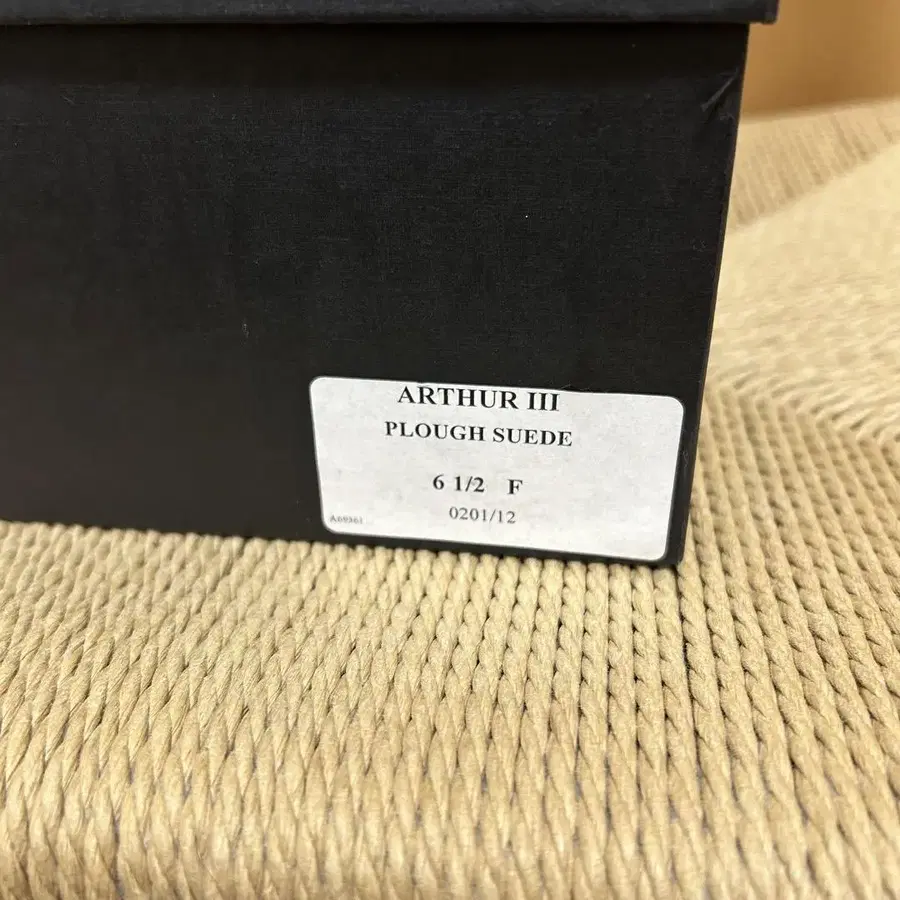 ARTHUR III
PLOUGH SUEDE
6 1/2 F
0201/12
A69361